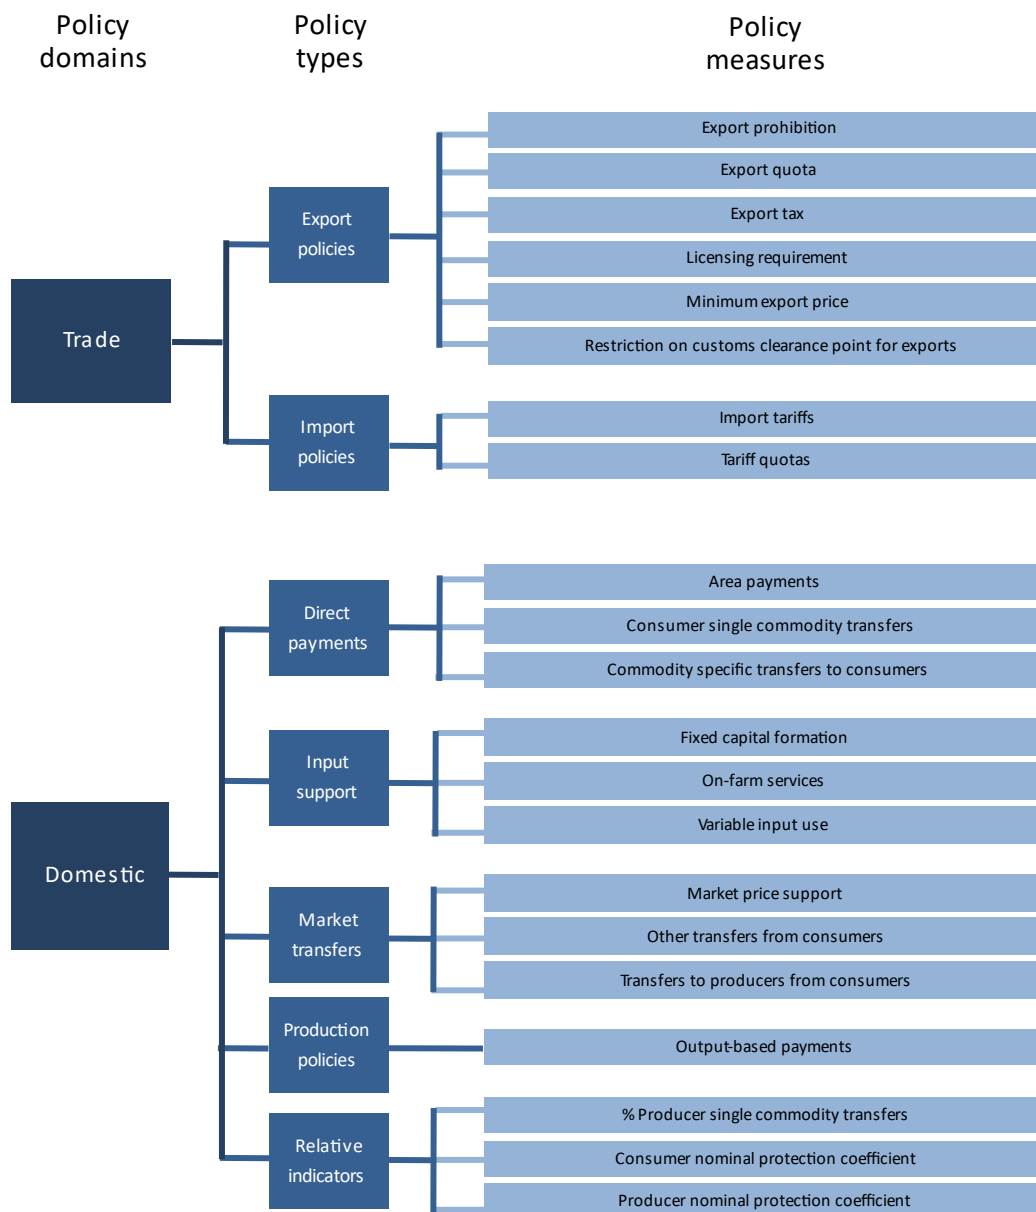 Policy
domains
Policy
types
Policy
measures
Trade
Export
policies
Export prohibition
Export quota
Export tax
Licensing requirement
Minimum export price
Restriction on customs clearance point for exports
Import
policies
Import tariffs
Tariff quotas
Domestic
Direct
payments
Area payments
Consumer single commodity transfers
Commodity specific transfers to consumers
Input
support
Fixed capital formation
On-farm services
Variable input use
Market
transfers
Market price support
Other transfers from consumers
Transfers to producers from consumers
Production
policies
Output-based payments
Relative
indicators
% Producer single commodity transfers
Consumer nominal protection coefficient
Producer nominal protection coefficient